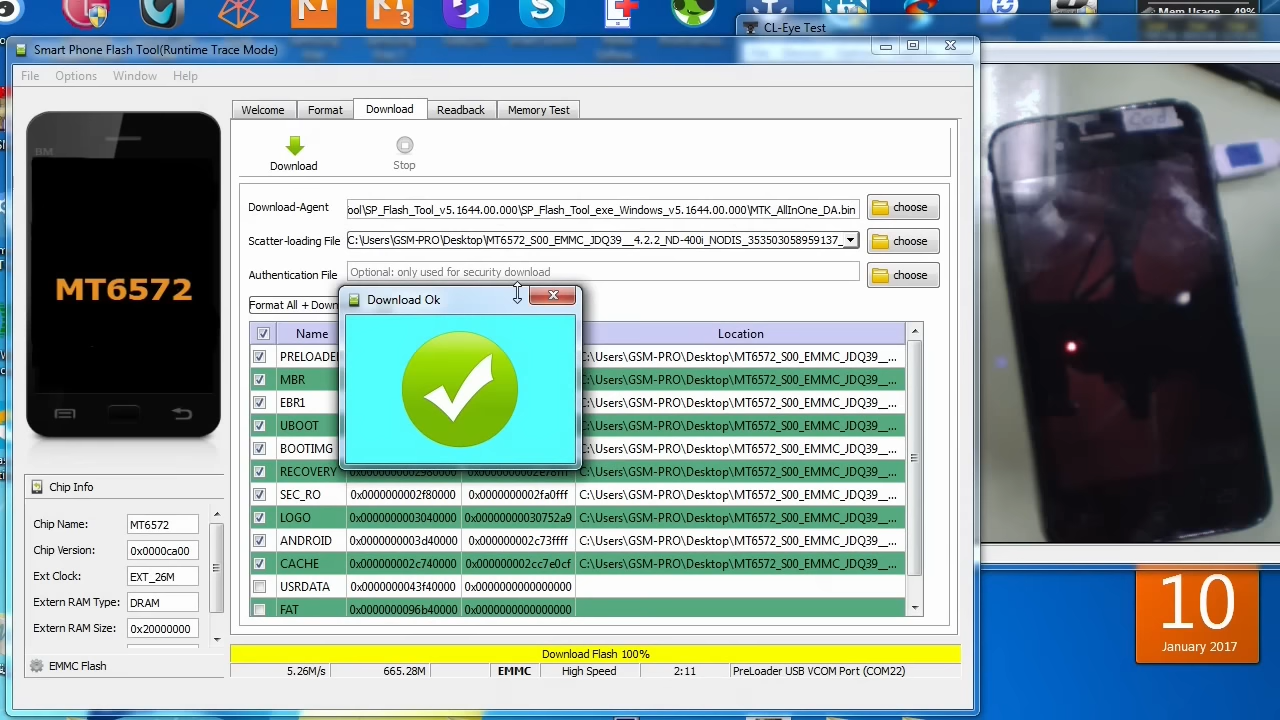 Mem Usage 49%
CL-Eye Test
Smart Phone Flash Tool(Runtime Trace Mode)
File Options Window Help
Welcome Format Download Readback Memory Test
BM
MT6572
Download Stop
Download-Agent ool\SP_Flash_Tool_v5.1644.00.000\SP_Flash_Tool_exe_Windows_v5.1644.00.000\MTK_AllInOne_DA.bin choose
Scatter-loading File C:\Users\GSM-PRO\Desktop\MT6572_S00_EMMC_JDQ39__4.2.2_ND-400i_NODIS_353503058959137_ choose
Authentication File Optional: only used for security download choose
Format All + Down
Download Ok
Name Location
PRELOADE C:\Users\GSM-PRO\Desktop\MT6572_S00_EMMC_JDQ39__...
MBR C:\Users\GSM-PRO\Desktop\MT6572_S00_EMMC_JDQ39__...
EBR1 C:\Users\GSM-PRO\Desktop\MT6572_S00_EMMC_JDQ39__...
UBOOT C:\Users\GSM-PRO\Desktop\MT6572_S00_EMMC_JDQ39__...
BOOTIMG C:\Users\GSM-PRO\Desktop\MT6572_S00_EMMC_JDQ39__...
RECOVERY C:\Users\GSM-PRO\Desktop\MT6572_S00_EMMC_JDQ39__...
SEC_RO 0x0000000002f80000 0x0000000002fa0fff C:\Users\GSM-PRO\Desktop\MT6572_S00_EMMC_JDQ39__...
LOGO 0x0000000003040000 0x00000000030752a9 C:\Users\GSM-PRO\Desktop\MT6572_S00_EMMC_JDQ39__...
ANDROID 0x0000000003d40000 0x000000002c73ffff C:\Users\GSM-PRO\Desktop\MT6572_S00_EMMC_JDQ39__...
CACHE 0x000000002c740000 0x000000002cc7e0cf C:\Users\GSM-PRO\Desktop\MT6572_S00_EMMC_JDQ39__...
USRDATA 0x0000000043f40000 0x0000000000000000
FAT 0x0000000096b40000 0x0000000000000000
Chip Info
Chip Name: MT6572
Chip Version: 0x0000ca00
Ext Clock: EXT_26M
Extern RAM Type: DRAM
Extern RAM Size: 0x20000000
EMMC Flash
Download Flash 100%
5.26M/s 665.28M EMMC High Speed 2:11 PreLoader USB VCOM Port (COM22)
10
January 2017